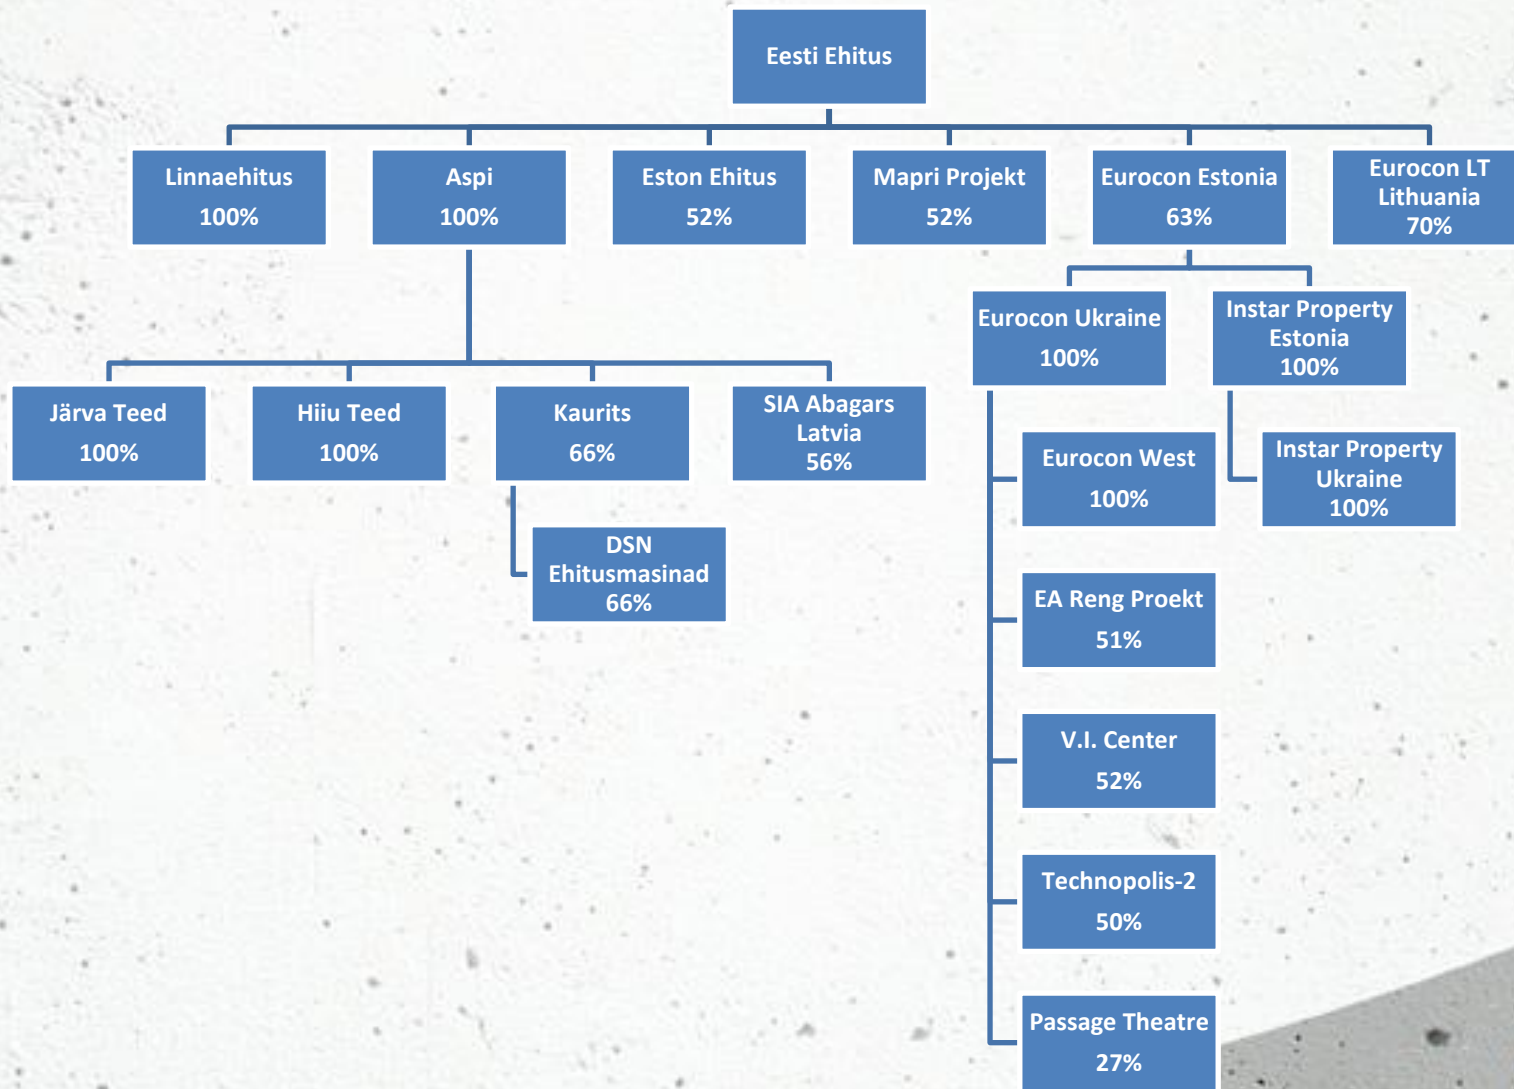 Eesti Ehitus
Linnaehitus
100%
Aspi
100%
Eston Ehitus
52%
Mapri Projekt
52%
Eurocon Estonia
63%
Eurocon LT
Lithuania
70%
Järva Teed
100%
Hiiu Teed
100%
Kaurits
66%
SIA Abagars
Latvia
56%
DSN
Ehitusmasinad
66%
Eurocon Ukraine
100%
Instar Property
Estonia
100%
Eurocon West
100%
Instar Property
Ukraine
100%
EA Reng Proekt
51%
V.I. Center
52%
Technopolis-2
50%
Passage Theatre
27%